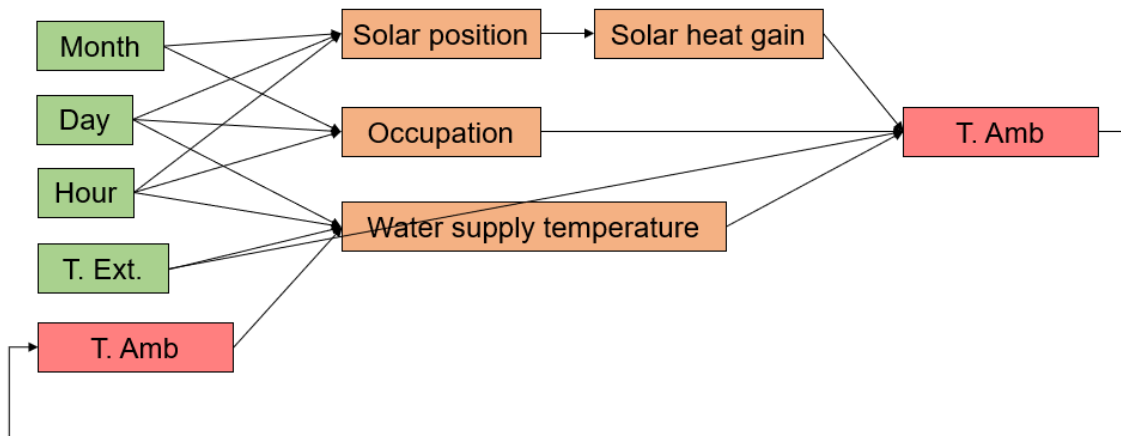 Month
Solar position
Solar heat gain
Day
Occupation
T. Amb
Hour
Water supply temperature
T. Ext.
T. Amb